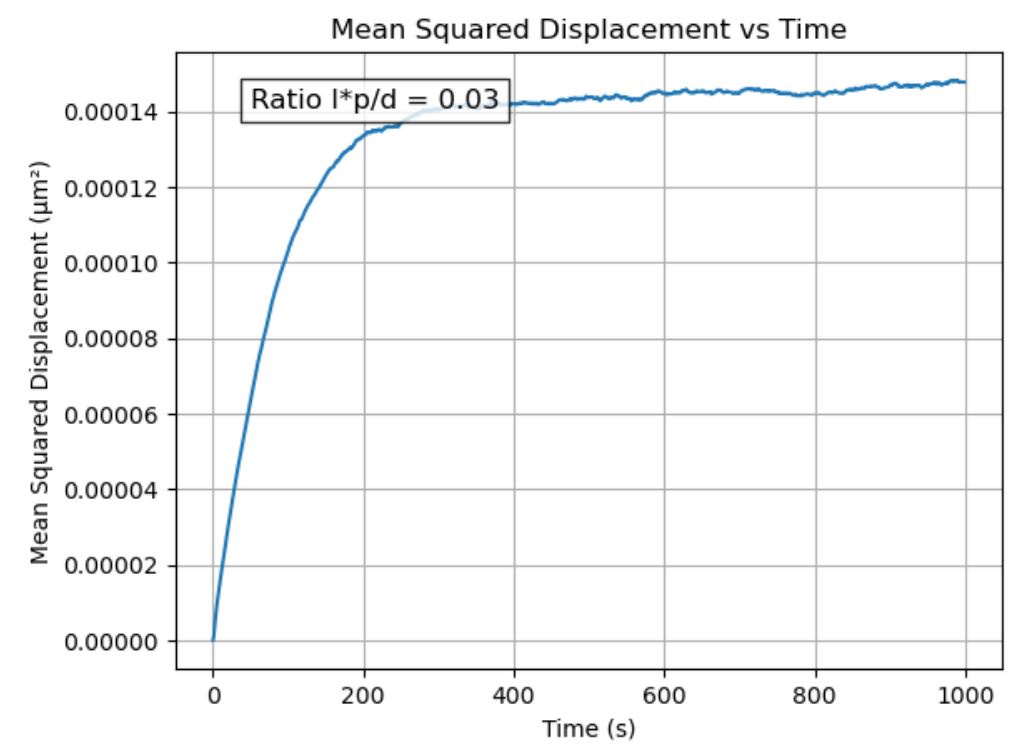 Mean Squared Displacement vs Time
Ratio l*p/d = 0.03
Mean Squared Displacement (μm²)
0.00014
0.00012
0.00010
0.00008
0.00006
0.00004
0.00002
0.00000
0 200 400 600 800 1000
Time (s)